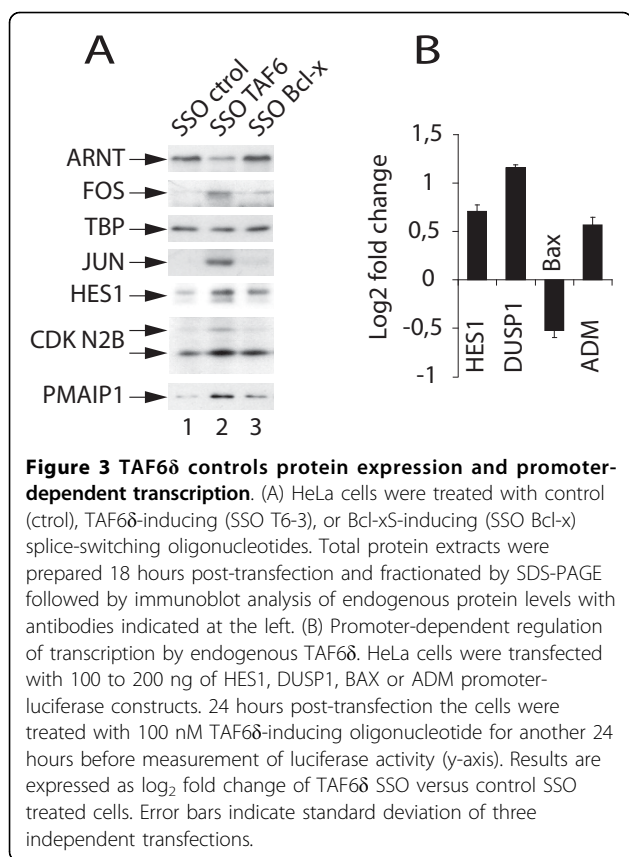 A
SSO ctrol
SSO TAF6
SSO Bcl-x
ARNT
FOS
TBP
JUN
HES1
CDK N2B
PMAIP1
1 2 3
B
Log2 fold change
1,5
1
0,5
0
-0,5
-1
HES1
DUSP1
Bax
ADM
Figure 3 TAF6δ controls protein expression and promoter-
dependent transcription. (A) HeLa cells were treated with control
(ctrol), TAF6δ-inducing (SSO T6-3), or Bcl-xS-inducing (SSO Bcl-x)
splice-switching oligonucleotides. Total protein extracts were
prepared 18 hours post-transfection and fractionated by SDS-PAGE
followed by immunoblot analysis of endogenous protein levels with
antibodies indicated at the left. (B) Promoter-dependent regulation
of transcription by endogenous TAF6δ. HeLa cells were transfected
with 100 to 200 ng of HES1, DUSP1, BAX or ADM promoter-
luciferase constructs. 24 hours post-transfection the cells were
treated with 100 nM TAF6δ-inducing oligonucleotide for another 24
hours before measurement of luciferase activity (y-axis). Results are
expressed as log₂ fold change of TAF6δ SSO versus control SSO
treated cells. Error bars indicate standard deviation of three
independent transfections.